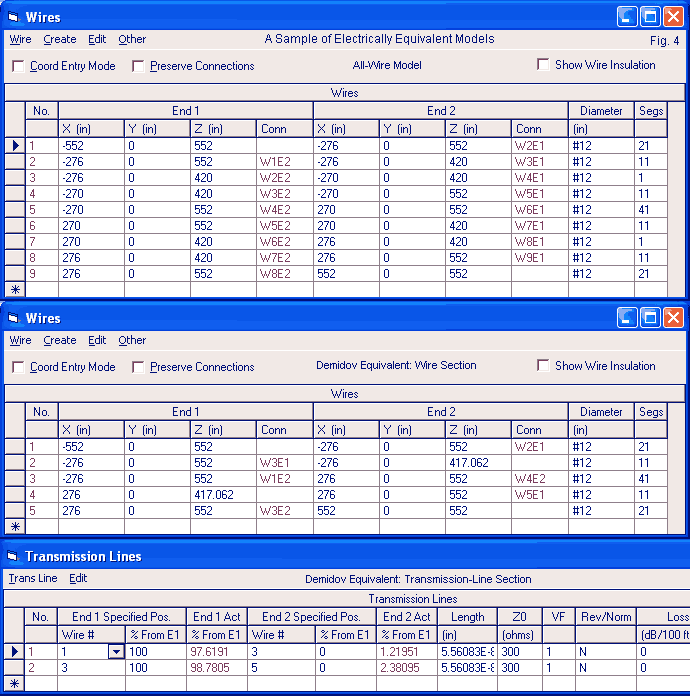 Wires
Wire Create Edit Other A Sample of Electrically Equivalent Models Fig. 4
Coord Entry Mode Preserve Connections All-Wire Model Show Wire Insulation
Wires
No. End 1 End 2 Diameter Segs
X (in) Y (in) Z (in) Conn X (in) Y (in) Z (in) Conn (in)
1 -552 0 552 -276 0 552 W2E1 #12 21
2 -276 0 552 W1E2 -276 0 420 W3E1 #12 11
3 -276 0 420 W2E2 -270 0 420 W4E1 #12 1
4 -270 0 420 W3E2 -270 0 552 W5E1 #12 11
5 -270 0 552 W4E2 270 0 552 W6E1 #12 41
6 270 0 552 W5E2 270 0 420 W7E1 #12 11
7 270 0 420 W6E2 276 0 420 W8E1 #12 1
8 276 0 420 W7E2 276 0 552 W9E1 #12 11
9 276 0 552 W8E2 552 0 552 #12 21
*
Wires
Wire Create Edit Other
Coord Entry Mode Preserve Connections Demidov Equivalent: Wire Section Show Wire Insulation
Wires
No. End 1 End 2 Diameter Segs
X (in) Y (in) Z (in) Conn X (in) Y (in) Z (in) Conn (in)
1 -552 0 552 -276 0 552 W2E1 #12 21
2 -276 0 552 W3E1 -276 0 417.062 #12 11
3 -276 0 552 W1E2 276 0 552 W4E2 #12 41
4 276 0 417.062 276 0 552 W5E1 #12 11
5 276 0 552 W3E2 552 0 552 #12 21
*
Transmission Lines
Trans Line Edit Demidov Equivalent: Transmission-Line Section
Transmission Lines
No. End 1 Specified Pos. End 1 Act End 2 Specified Pos. End 2 Act Length Z0 VF Rev/Norm Loss
Wire # % From E1 % From E1 Wire # % From E1 % From E1 (in) (ohms) (dB/100 ft
1 1 100 97.6191 3 0 1.21951 5.56083E-8 300 1 N 0
2 3 100 98.7805 5 0 2.38095 5.56083E-8 300 1 N 0
*